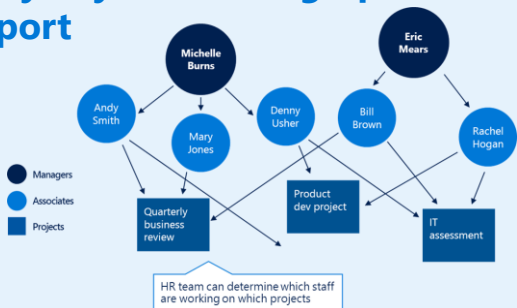 port
Michelle
Burns
Eric
Mears
Andy
Smith
Mary
Jones
Denny
Usher
Bill
Brown
Rachel
Hogan
Managers
Associates
Projects
Quarterly
business
review
Product
dev project
IT
assessment
HR team can determine which staff
are working on which projects